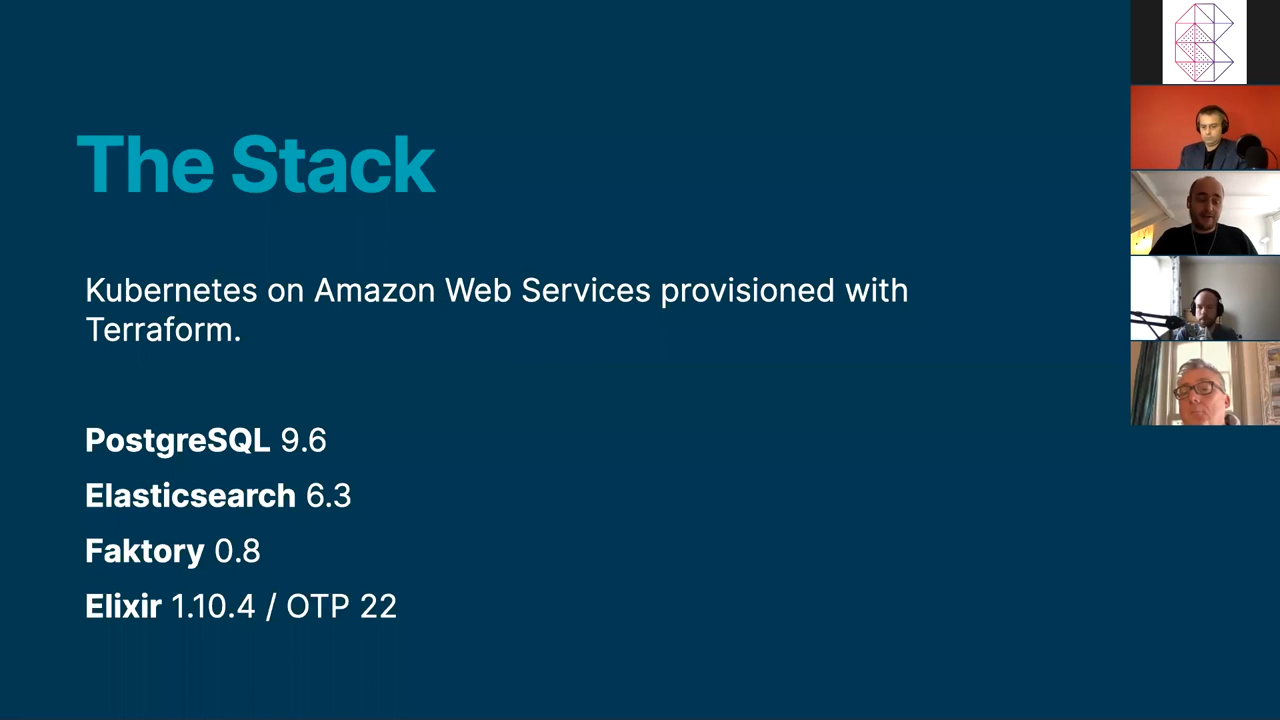 The Stack
Kubernetes on Amazon Web Services provisioned with
Terraform.
PostgreSQL 9.6
Elasticsearch 6.3
Faktory 0.8
Elixir 1.10.4 / OTP 22